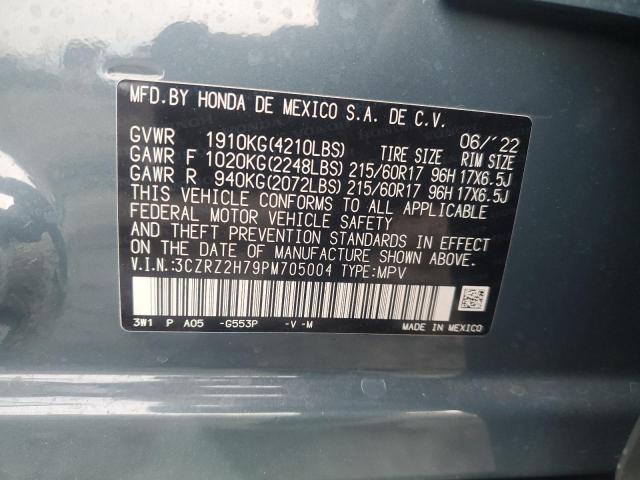 MFD.BY HONDA DE MEXICO S.A. DE C.V.
GVWR 1910KG(4210LBS) 06/'22
TIRE SIZE RIM SIZE
GAWR F 1020KG(2248LBS) 215/60R17 96H 17X6.5J
GAWR R 940KG(2072LBS) 215/60R17 96H 17X6.5J
THIS VEHICLE CONFORMS TO ALL APPLICABLE
FEDERAL MOTOR VEHICLE SAFETY
AND THEFT PREVENTION STANDARDS IN EFFECT
ON THE DATE OF MANUFACTURE SHOWN ABOVE.
V.I.N.:3CZRZ2H79PM705004 TYPE:MPV
3W1 P A05 -G553P -V -M MADE IN MEXICO